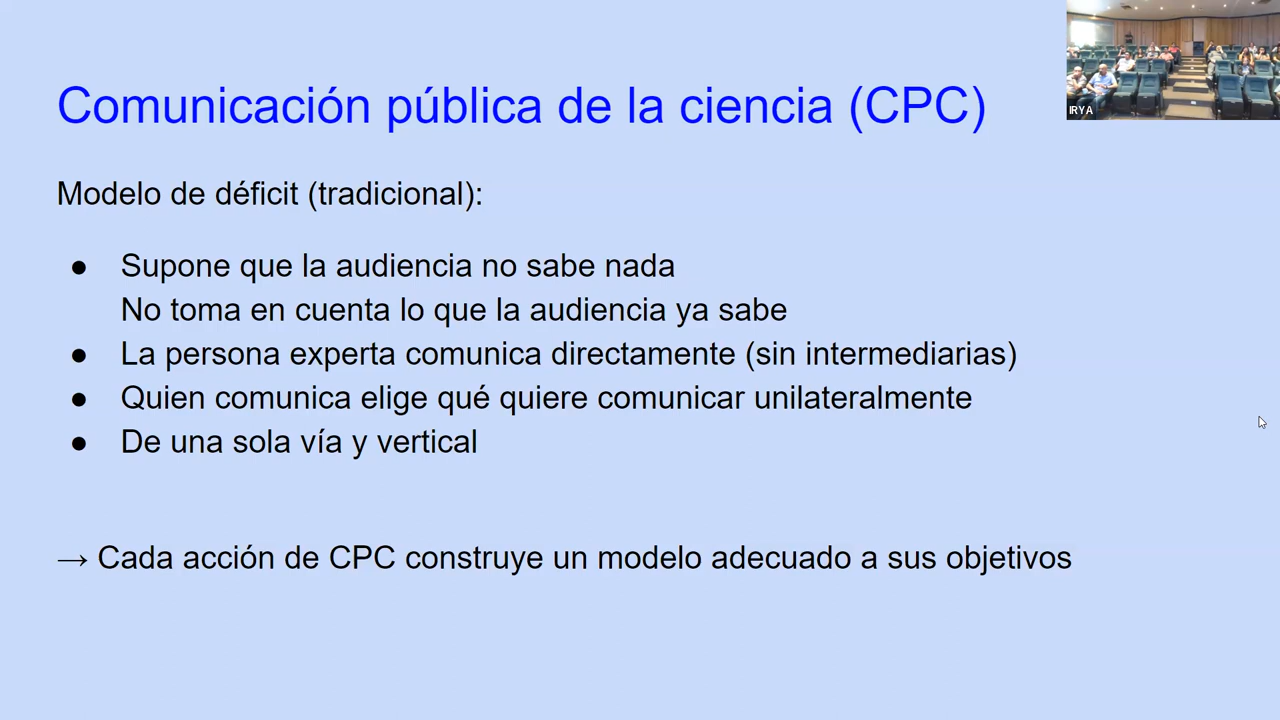 Comunicación pública de la ciencia (CPC)
IRYA
Modelo de déficit (tradicional):
● Supone que la audiencia no sabe nada
No toma en cuenta lo que la audiencia ya sabe
● La persona experta comunica directamente (sin intermediarias)
● Quien comunica elige qué quiere comunicar unilateralmente
● De una sola vía y vertical
→ Cada acción de CPC construye un modelo adecuado a sus objetivos